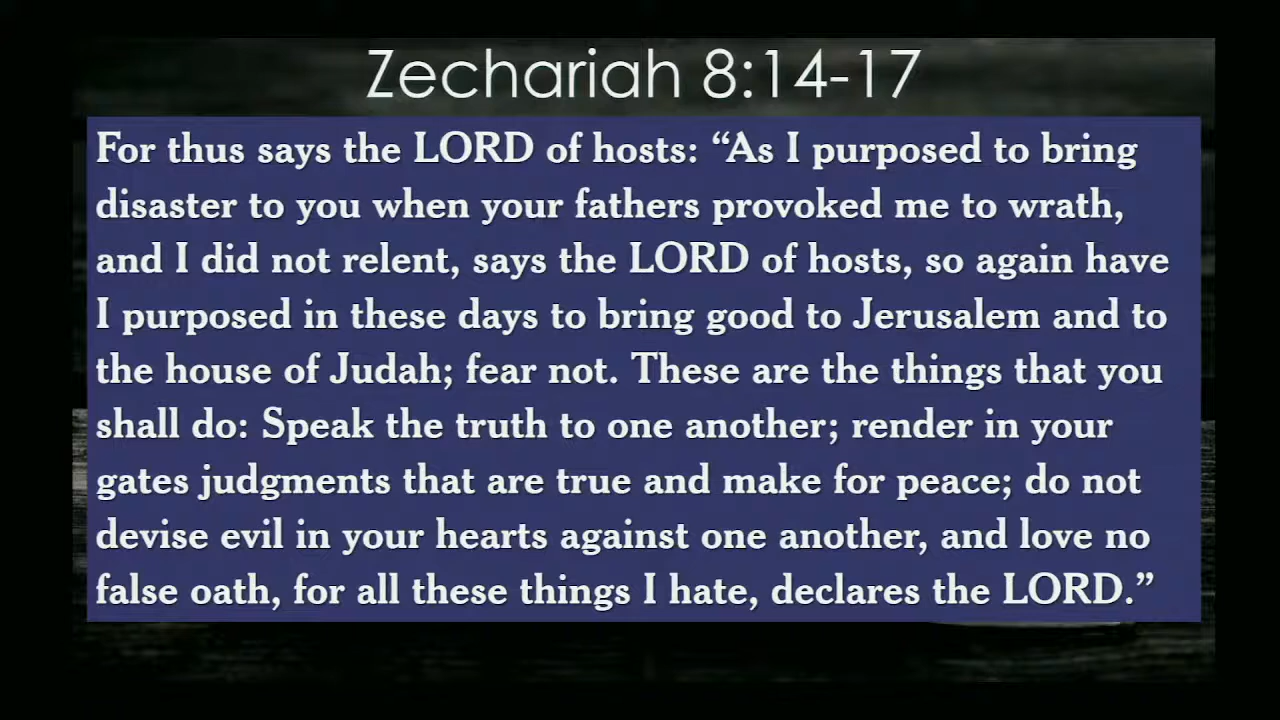 Zechariah 8:14-17
For thus says the LORD of hosts: “As I purposed to bring
disaster to you when your fathers provoked me to wrath,
and I did not relent, says the LORD of hosts, so again have
I purposed in these days to bring good to Jerusalem and to
the house of Judah; fear not. These are the things that you
shall do: Speak the truth to one another; render in your
gates judgments that are true and make for peace; do not
devise evil in your hearts against one another, and love no
false oath, for all these things I hate, declares the LORD.”